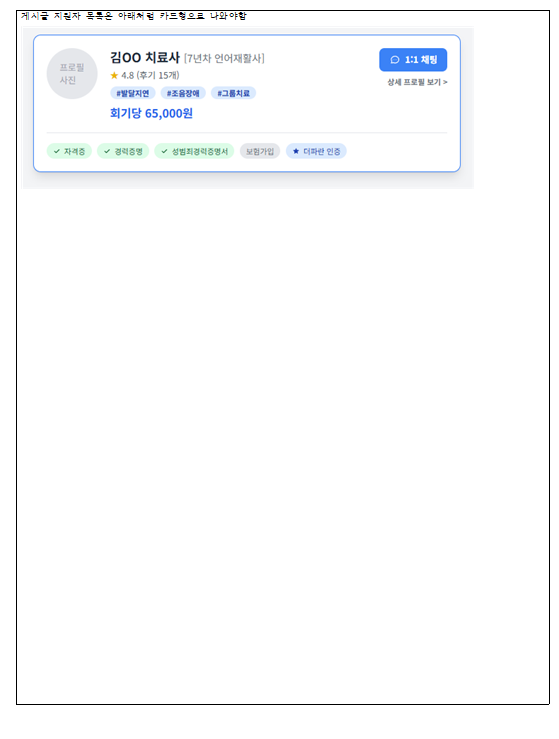 게시글 지원자 목록은 아래처럼 카드형으로 나와야함
프로필
사진
김OO 치료사 [7년차 언어재활사]
★ 4.8 (후기 15개)
#발달지연 #조음장애 #그룹치료
회기당 65,000원
1:1 채팅
상세 프로필 보기 >
✓ 자격증 ✓ 경력증명 ✓ 성범죄경력증명서 보험가입 ★ 더파란 인증